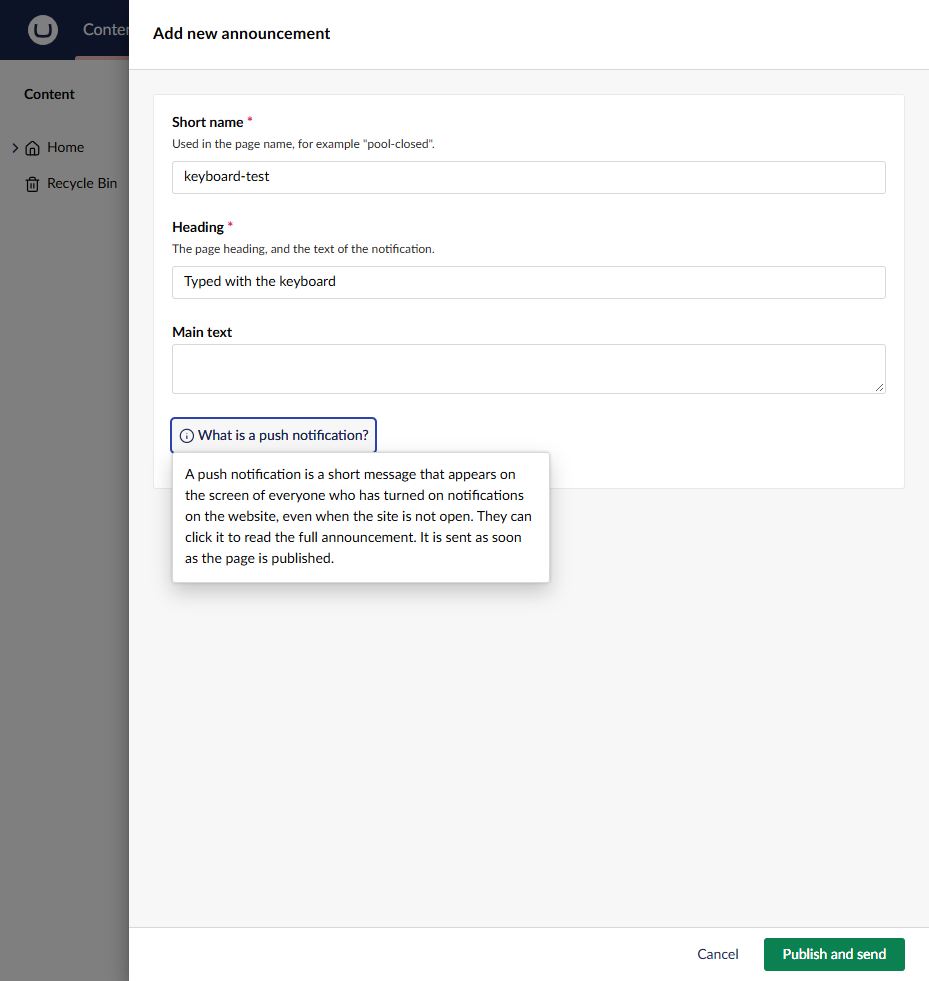 Conten
Add new announcement
Content
Home
Recycle Bin
Short name *
Used in the page name, for example "pool-closed".
keyboard-test
Heading *
The page heading, and the text of the notification.
Typed with the keyboard
Main text
What is a push notification?
A push notification is a short message that appears on
the screen of everyone who has turned on notifications
on the website, even when the site is not open. They can
click it to read the full announcement. It is sent as soon
as the page is published.
Cancel
Publish and send